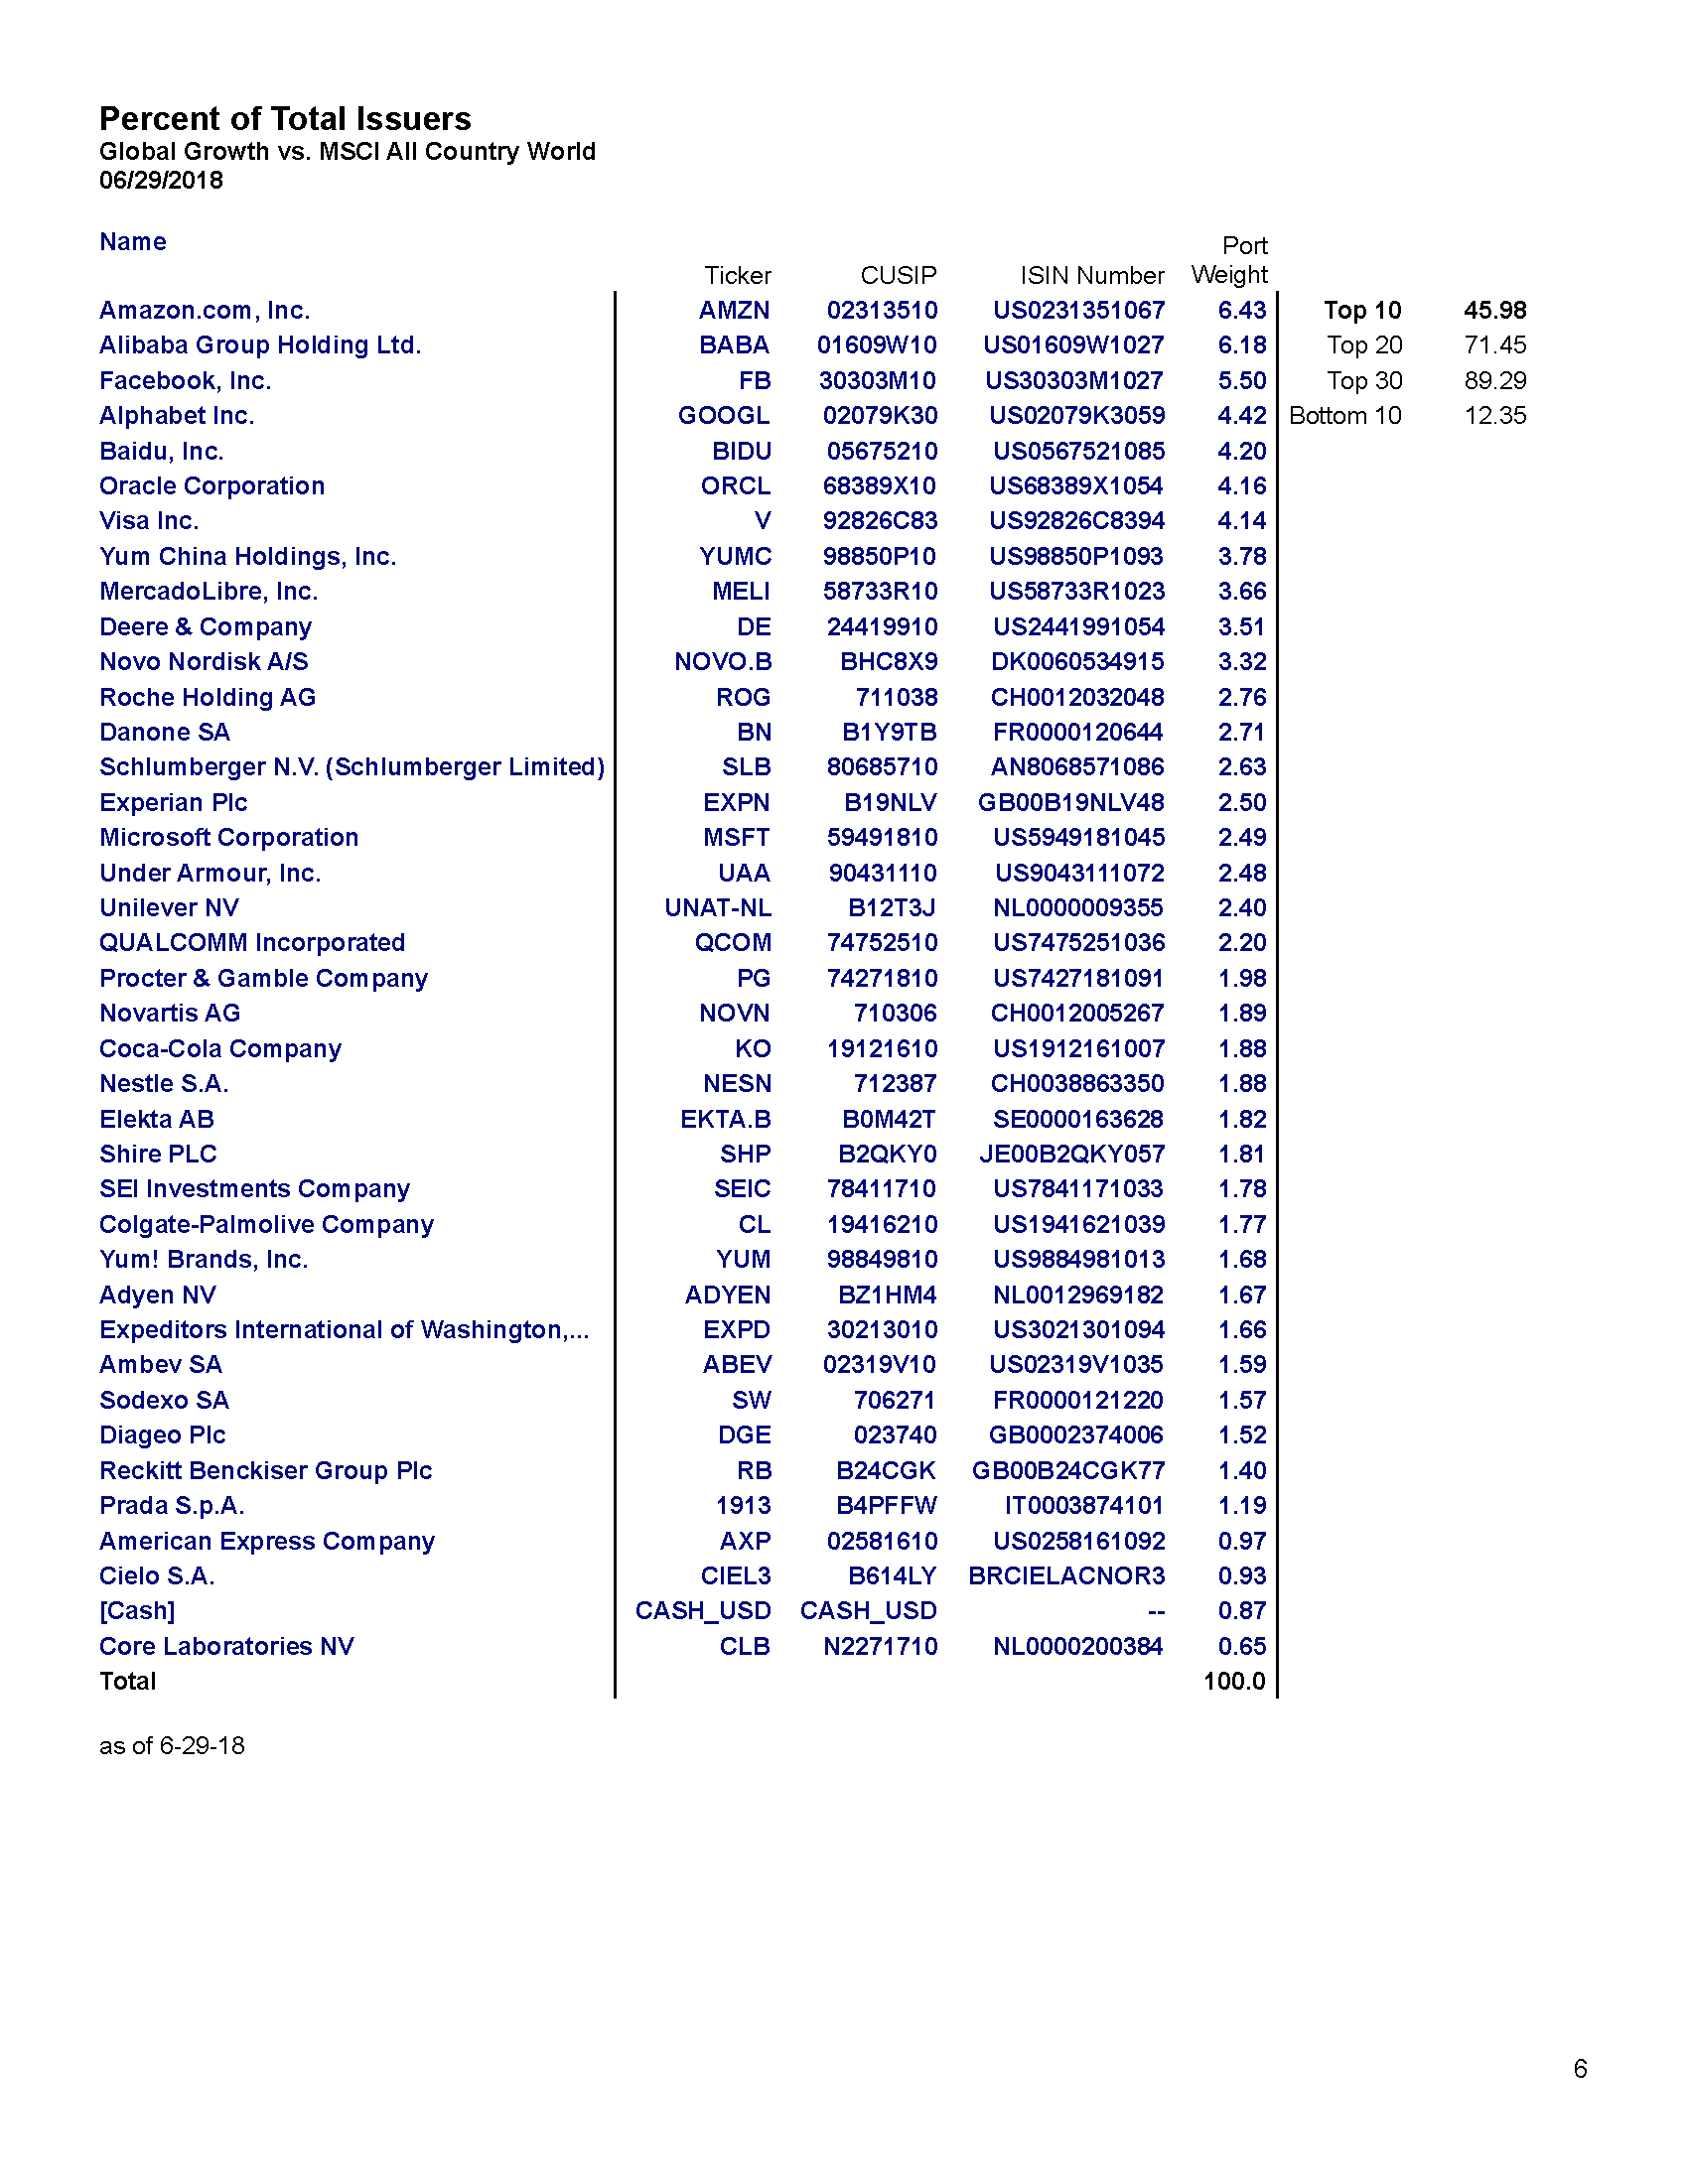 Percent of Total Issuers
Global Growth vs. MSCI All Country World
06/29/2018
Name Ticker CUSIP ISIN Number Port Weight
Amazon.com, Inc. AMZN 02313510 US0231351067 6.43 Top 10 45.98
Alibaba Group Holding Ltd. BABA 01609W10 US01609W1027 6.18 Top 20 71.45
Facebook, Inc. FB 30303M10 US30303M1027 5.50 Top 30 89.29
Alphabet Inc. GOOGL 02079K30 US02079K3059 4.42 Bottom 10 12.35
Baidu, Inc. BIDU 05675210 US0567521085 4.20
Oracle Corporation ORCL 68389X10 US68389X1054 4.16
Visa Inc. V 92826C83 US92826C8394 4.14
Yum China Holdings, Inc. YUMC 98850P10 US98850P1093 3.78
MercadoLibre, Inc. MELI 58733R10 US58733R1023 3.66
Deere & Company DE 24419910 US2441991054 3.51
Novo Nordisk A/S NOVO.B BHC8X9 DK0060534915 3.32
Roche Holding AG ROG 711038 CH0012032048 2.76
Danone SA BN B1Y9TB FR0000120644 2.71
Schlumberger N.V. (Schlumberger Limited) SLB 80685710 AN8068571086 2.63
Experian Plc EXPN B19NLV GB00B19NLV48 2.50
Microsoft Corporation MSFT 59491810 US5949181045 2.49
Under Armour, Inc. UAA 90431110 US9043111072 2.48
Unilever NV UNAT-NL B12T3J NL0000009355 2.40
QUALCOMM Incorporated QCOM 74752510 US7475251036 2.20
Procter & Gamble Company PG 74271810 US7427181091 1.98
Novartis AG NOVN 710306 CH0012005267 1.89
Coca-Cola Company KO 19121610 US1912161007 1.88
Nestle S.A. NESN 712387 CH0038863350 1.88
Elekta AB EKTA.B B0M42T SE0000163628 1.82
Shire PLC SHP B2QKY0 JE00B2QKY057 1.81
SEI Investments Company SEIC 78411710 US7841171033 1.78
Colgate-Palmolive Company CL 19416210 US1941621039 1.77
Yum! Brands, Inc. YUM 98849810 US9884981013 1.68
Adyen NV ADYEN BZ1HM4 NL0012969182 1.67
Expeditors International of Washington,... EXPD 30213010 US3021301094 1.66
Ambev SA ABEV 02319V10 US02319V1035 1.59
Sodexo SA SW 706271 FR0000121220 1.57
Diageo Plc DGE 023740 GB0002374006 1.52
Reckitt Benckiser Group Plc RB B24CGK GB00B24CGK77 1.40
Prada S.p.A. 1913 B4PFFW IT0003874101 1.19
American Express Company AXP 02581610 US0258161092 0.97
Cielo S.A. CIEL3 B614LY BRCIELACNOR3 0.93
[Cash] CASH_USD CASH_USD -- 0.87
Core Laboratories NV CLB N2271710 NL0000200384 0.65
Total 100.0
as of 6-29-18
6